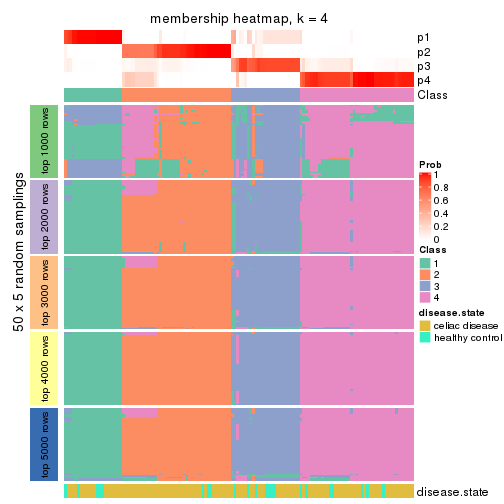 membership heatmap, k = 4
p1
p2
p3
p4
Class
50 x 5 random samplings
top 1000 rows
top 2000 rows
top 3000 rows
top 4000 rows
top 5000 rows
disease.state
Prob
1
0.8
0.6
0.4
0.2
0
Class
1
2
3
4
disease.state
celiac disease
healthy control